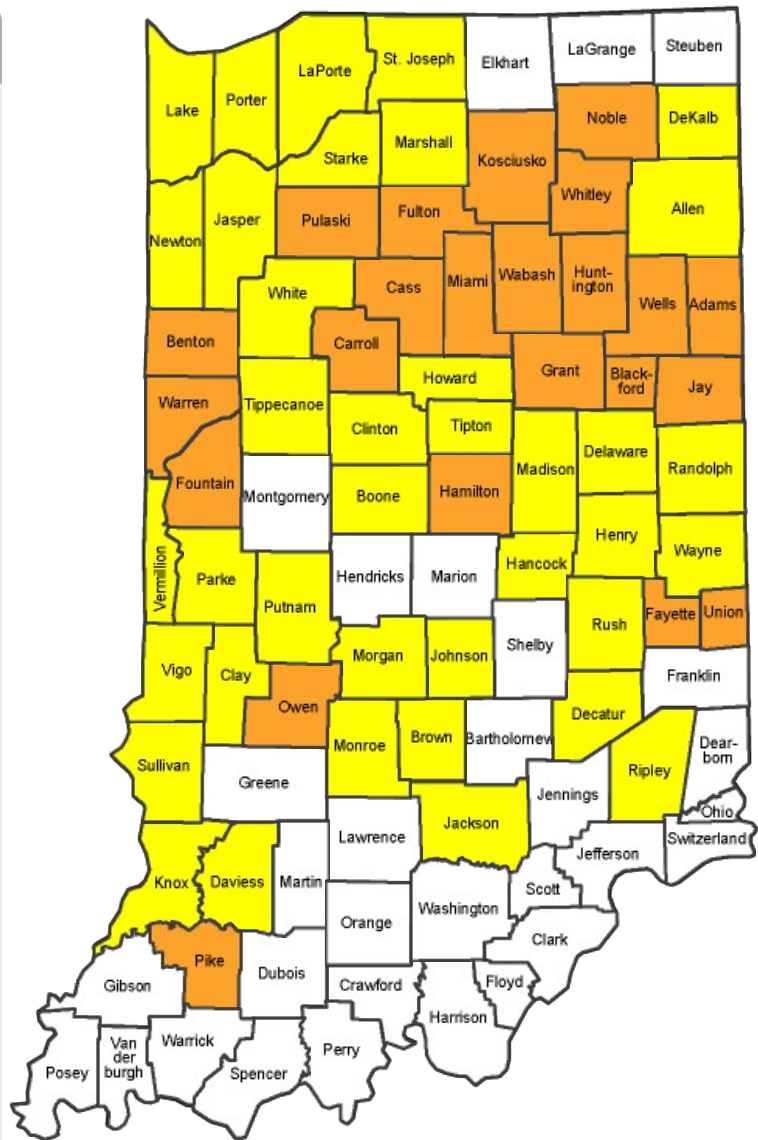 Lake
Porter
LaPorte
St. Joseph
Elkhart
LaGrange
Steuben
Noble
DeKalb
Starke
Marshall
Kosciusko
Whitley
Allen
Newton
Jasper
Pulaski
Fulton
White
Cass
Miami
Wabash
Hunt-
ington
Wells
Adams
Benton
Carroll
Howard
Grant
Black-
ford
Jay
Warren
Tippecanoe
Clinton
Tipton
Madison
Delaware
Randolph
Fountain
Montgomery
Boone
Hamilton
Henry
Wayne
Vermillion
Parke
Putnam
Hendricks
Marion
Hancock
Rush
Fayette
Union
Vigo
Clay
Owen
Morgan
Johnson
Shelby
Franklin
Sullivan
Greene
Monroe
Brown
Bartholomew
Decatur
Ripley
Dear-
born
Jennings
Ohio
Switzerland
Jefferson
Lawrence
Jackson
Knox
Daviess
Martin
Orange
Washington
Scott
Clark
Gibson
Pike
Dubois
Crawford
Harrison
Floyd
Posey
Van
der
burgh
Warrick
Spencer
Perry